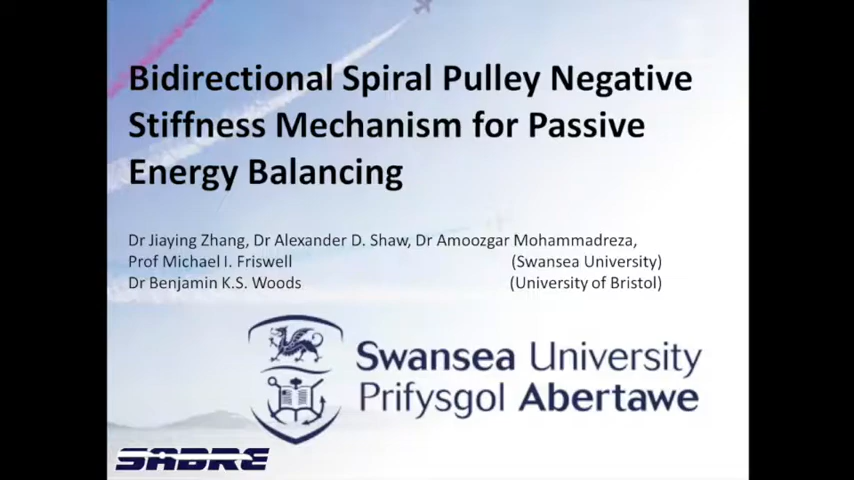 Bidirectional Spiral Pulley Negative
Stiffness Mechanism for Passive
Energy Balancing
Dr Jiaying Zhang, Dr Alexander D. Shaw, Dr Amoozgar Mohammadreza,
Prof Michael I. Friswell (Swansea University)
Dr Benjamin K.S. Woods (University of Bristol)
Swansea University
Prifysgol Abertawe
SABRE